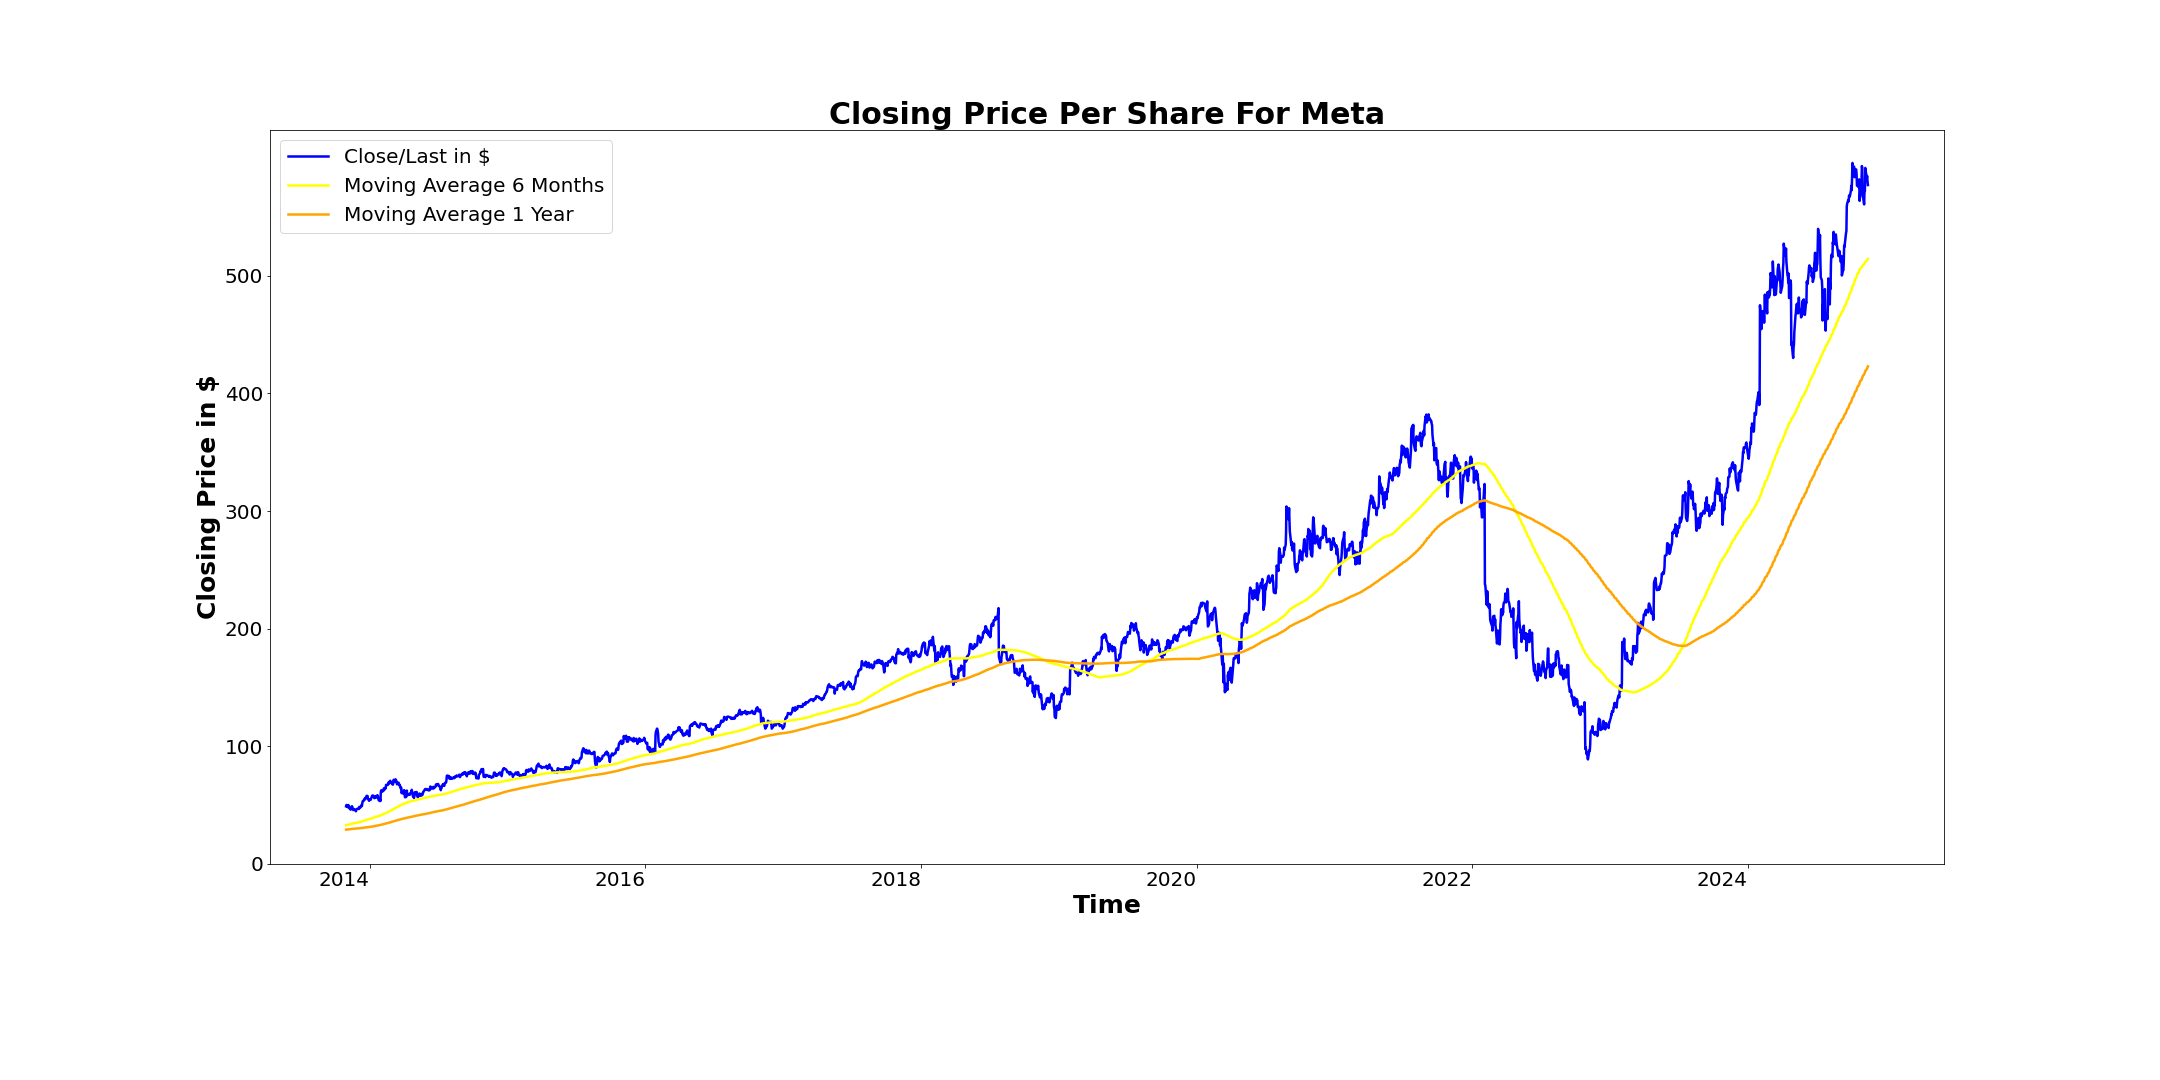 Closing Price Per Share For Meta
Close/Last in $
Moving Average 6 Months
Moving Average 1 Year
Closing Price in $
500
400
300
200
100
0
2014 2016 2018 2020 2022 2024
Time